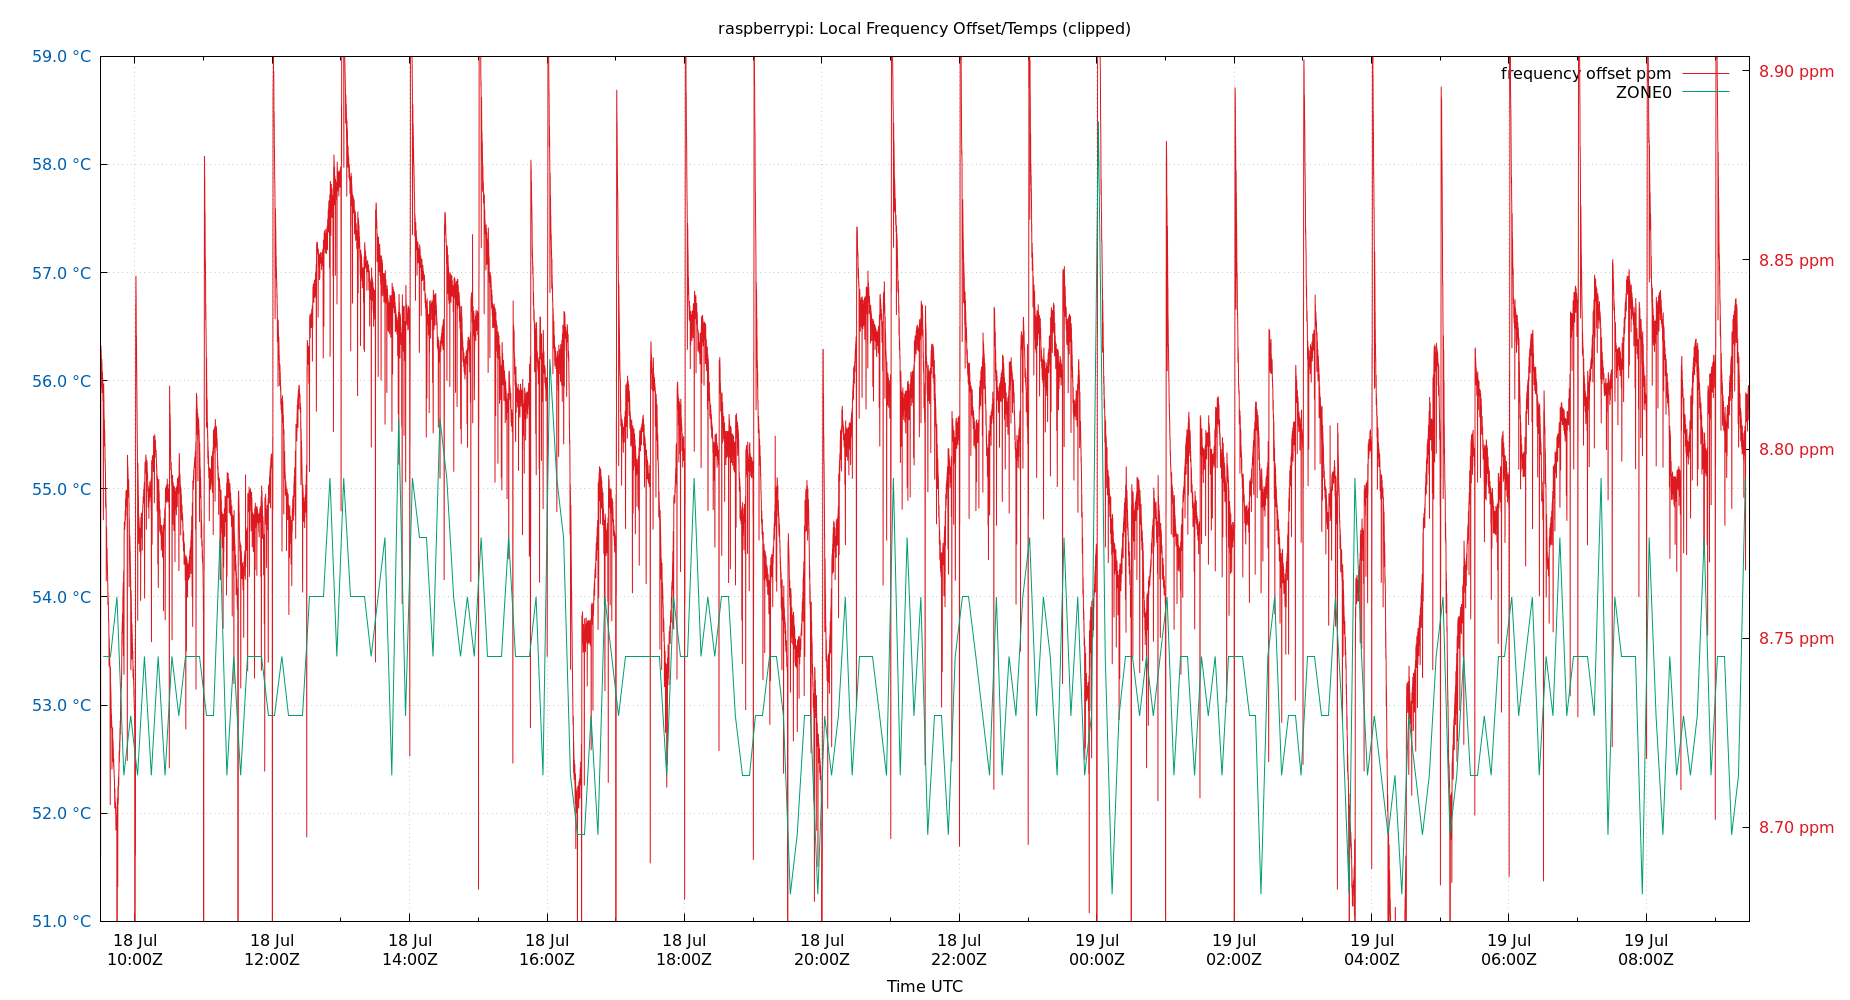 raspberrypi: Local Frequency Offset/Temps (clipped)
frequency offset ppm
ZONE0
59.0 °C
58.0 °C
57.0 °C
56.0 °C
55.0 °C
54.0 °C
53.0 °C
52.0 °C
51.0 °C
8.90 ppm
8.85 ppm
8.80 ppm
8.75 ppm
8.70 ppm
18 Jul 18 Jul 18 Jul 18 Jul 18 Jul 18 Jul 18 Jul 19 Jul 19 Jul 19 Jul 19 Jul 19 Jul
10:00Z 12:00Z 14:00Z 16:00Z 18:00Z 20:00Z 22:00Z 00:00Z 02:00Z 04:00Z 06:00Z 08:00Z
Time UTC